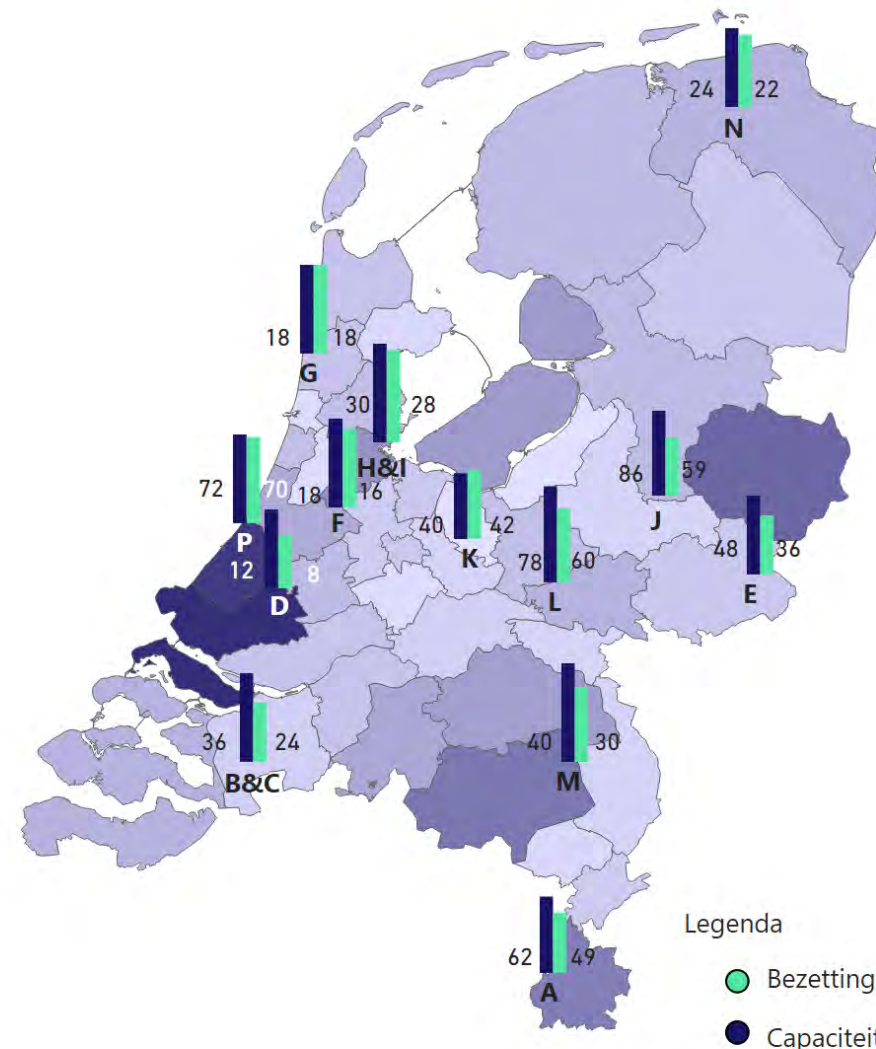 24 22
N
18 18
G
30 28
H&I
72 70
P
18 16
F
40 42
K
86 59
J
78 60
L
48 36
E
12 8
D
36 24
B&C
40 30
M
62 49
A
Legenda
Bezetting
Capaciteit